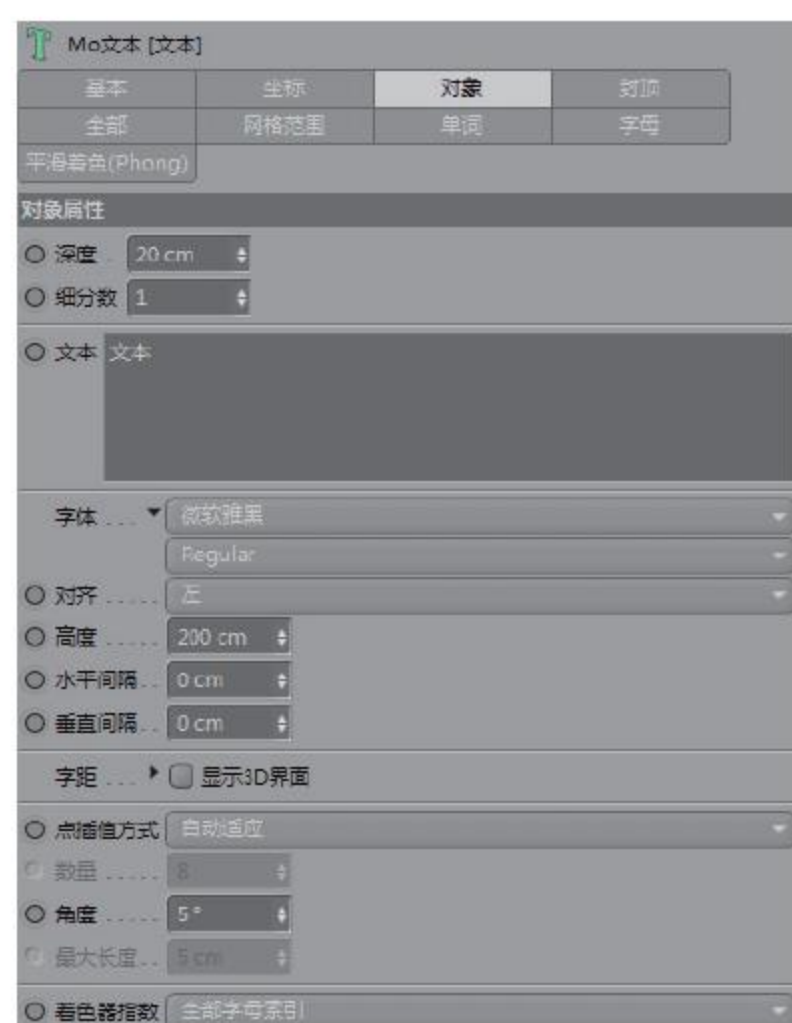 Mo文本 [文本]
基本 坐标 对象 封顶
全部 网格范围 单词 字母
平滑着色(Phong)
对象属性
深度 . 20 cm
细分数 1
文本 文本
字体 . . . 微软雅黑
Regular
对齐 . . . . . 左
高度 . . . . . 200 cm
水平间隔 . . 0 cm
垂直间隔 . . 0 cm
字距 . . . 显示3D界面
点插值方式 自动适应
数量 . . . . . 8
角度 . . . . . 5°
最大长度 . . 5 cm
着色器指数 全部字母索引